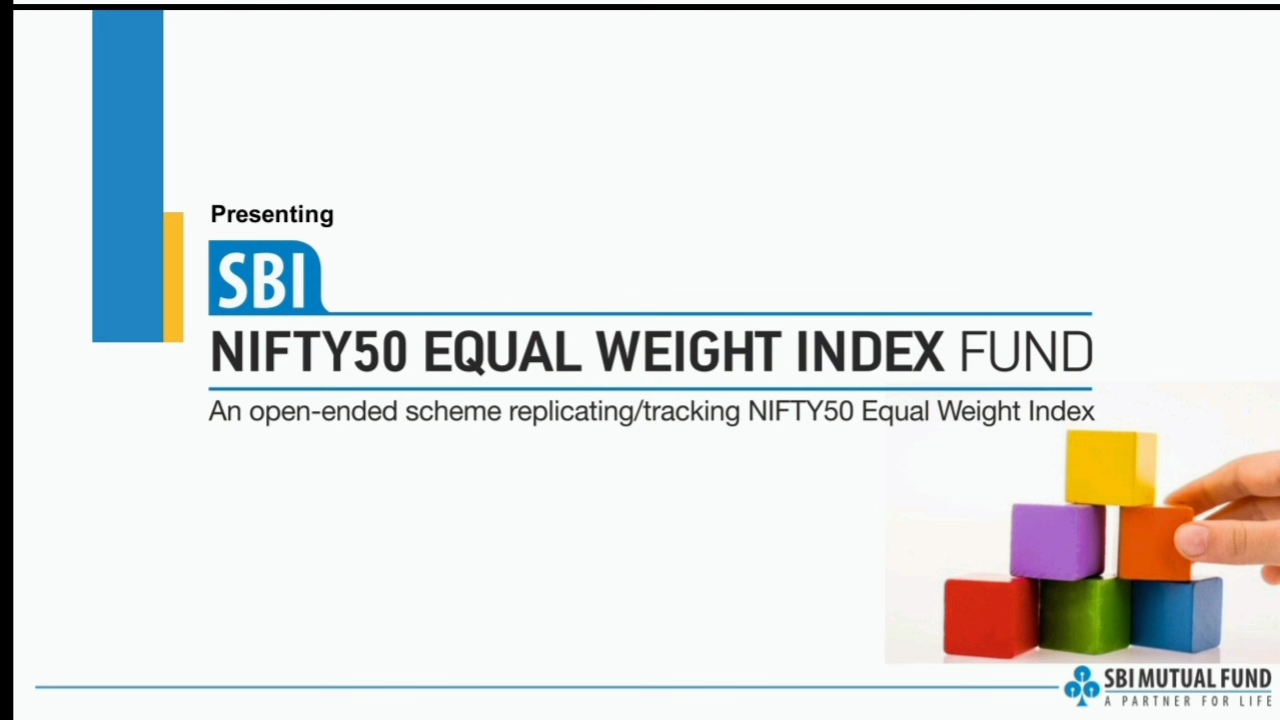 Presenting
SBI
NIFTY50 EQUAL WEIGHT INDEX FUND
An open-ended scheme replicating/tracking NIFTY50 Equal Weight Index
SBI MUTUAL FUND
A PARTNER FOR LIFE